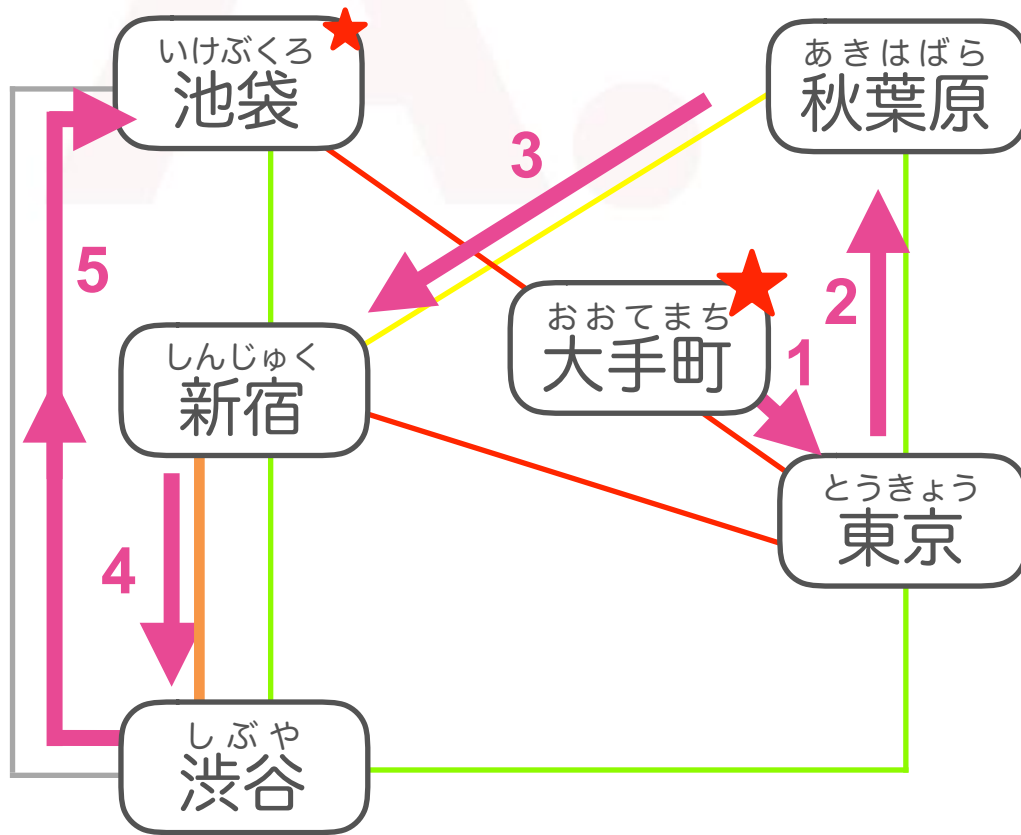 いけぶくろ
池袋
あきはばら
秋葉原
3
5
おおてまち
大手町
2
1
しんじゅく
新宿
とうきょう
東京
4
しぶや
渋谷